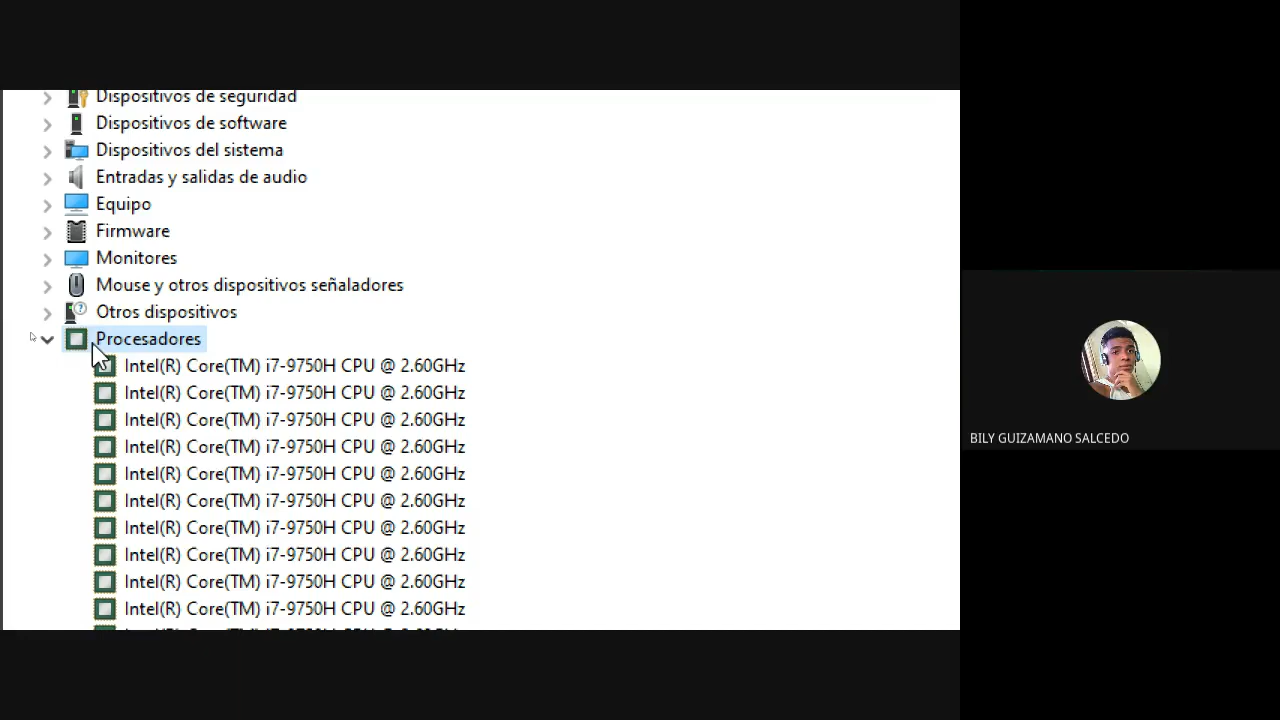 Dispositivos de seguridad
Dispositivos de software
Dispositivos del sistema
Entradas y salidas de audio
Equipo
Firmware
Monitores
Mouse y otros dispositivos señaladores
Otros dispositivos
Procesadores
Intel(R) Core(TM) i7-9750H CPU @ 2.60GHz
Intel(R) Core(TM) i7-9750H CPU @ 2.60GHz
Intel(R) Core(TM) i7-9750H CPU @ 2.60GHz
Intel(R) Core(TM) i7-9750H CPU @ 2.60GHz
Intel(R) Core(TM) i7-9750H CPU @ 2.60GHz
Intel(R) Core(TM) i7-9750H CPU @ 2.60GHz
Intel(R) Core(TM) i7-9750H CPU @ 2.60GHz
Intel(R) Core(TM) i7-9750H CPU @ 2.60GHz
Intel(R) Core(TM) i7-9750H CPU @ 2.60GHz
Intel(R) Core(TM) i7-9750H CPU @ 2.60GHz
BILY GUIZAMANO SALCEDO